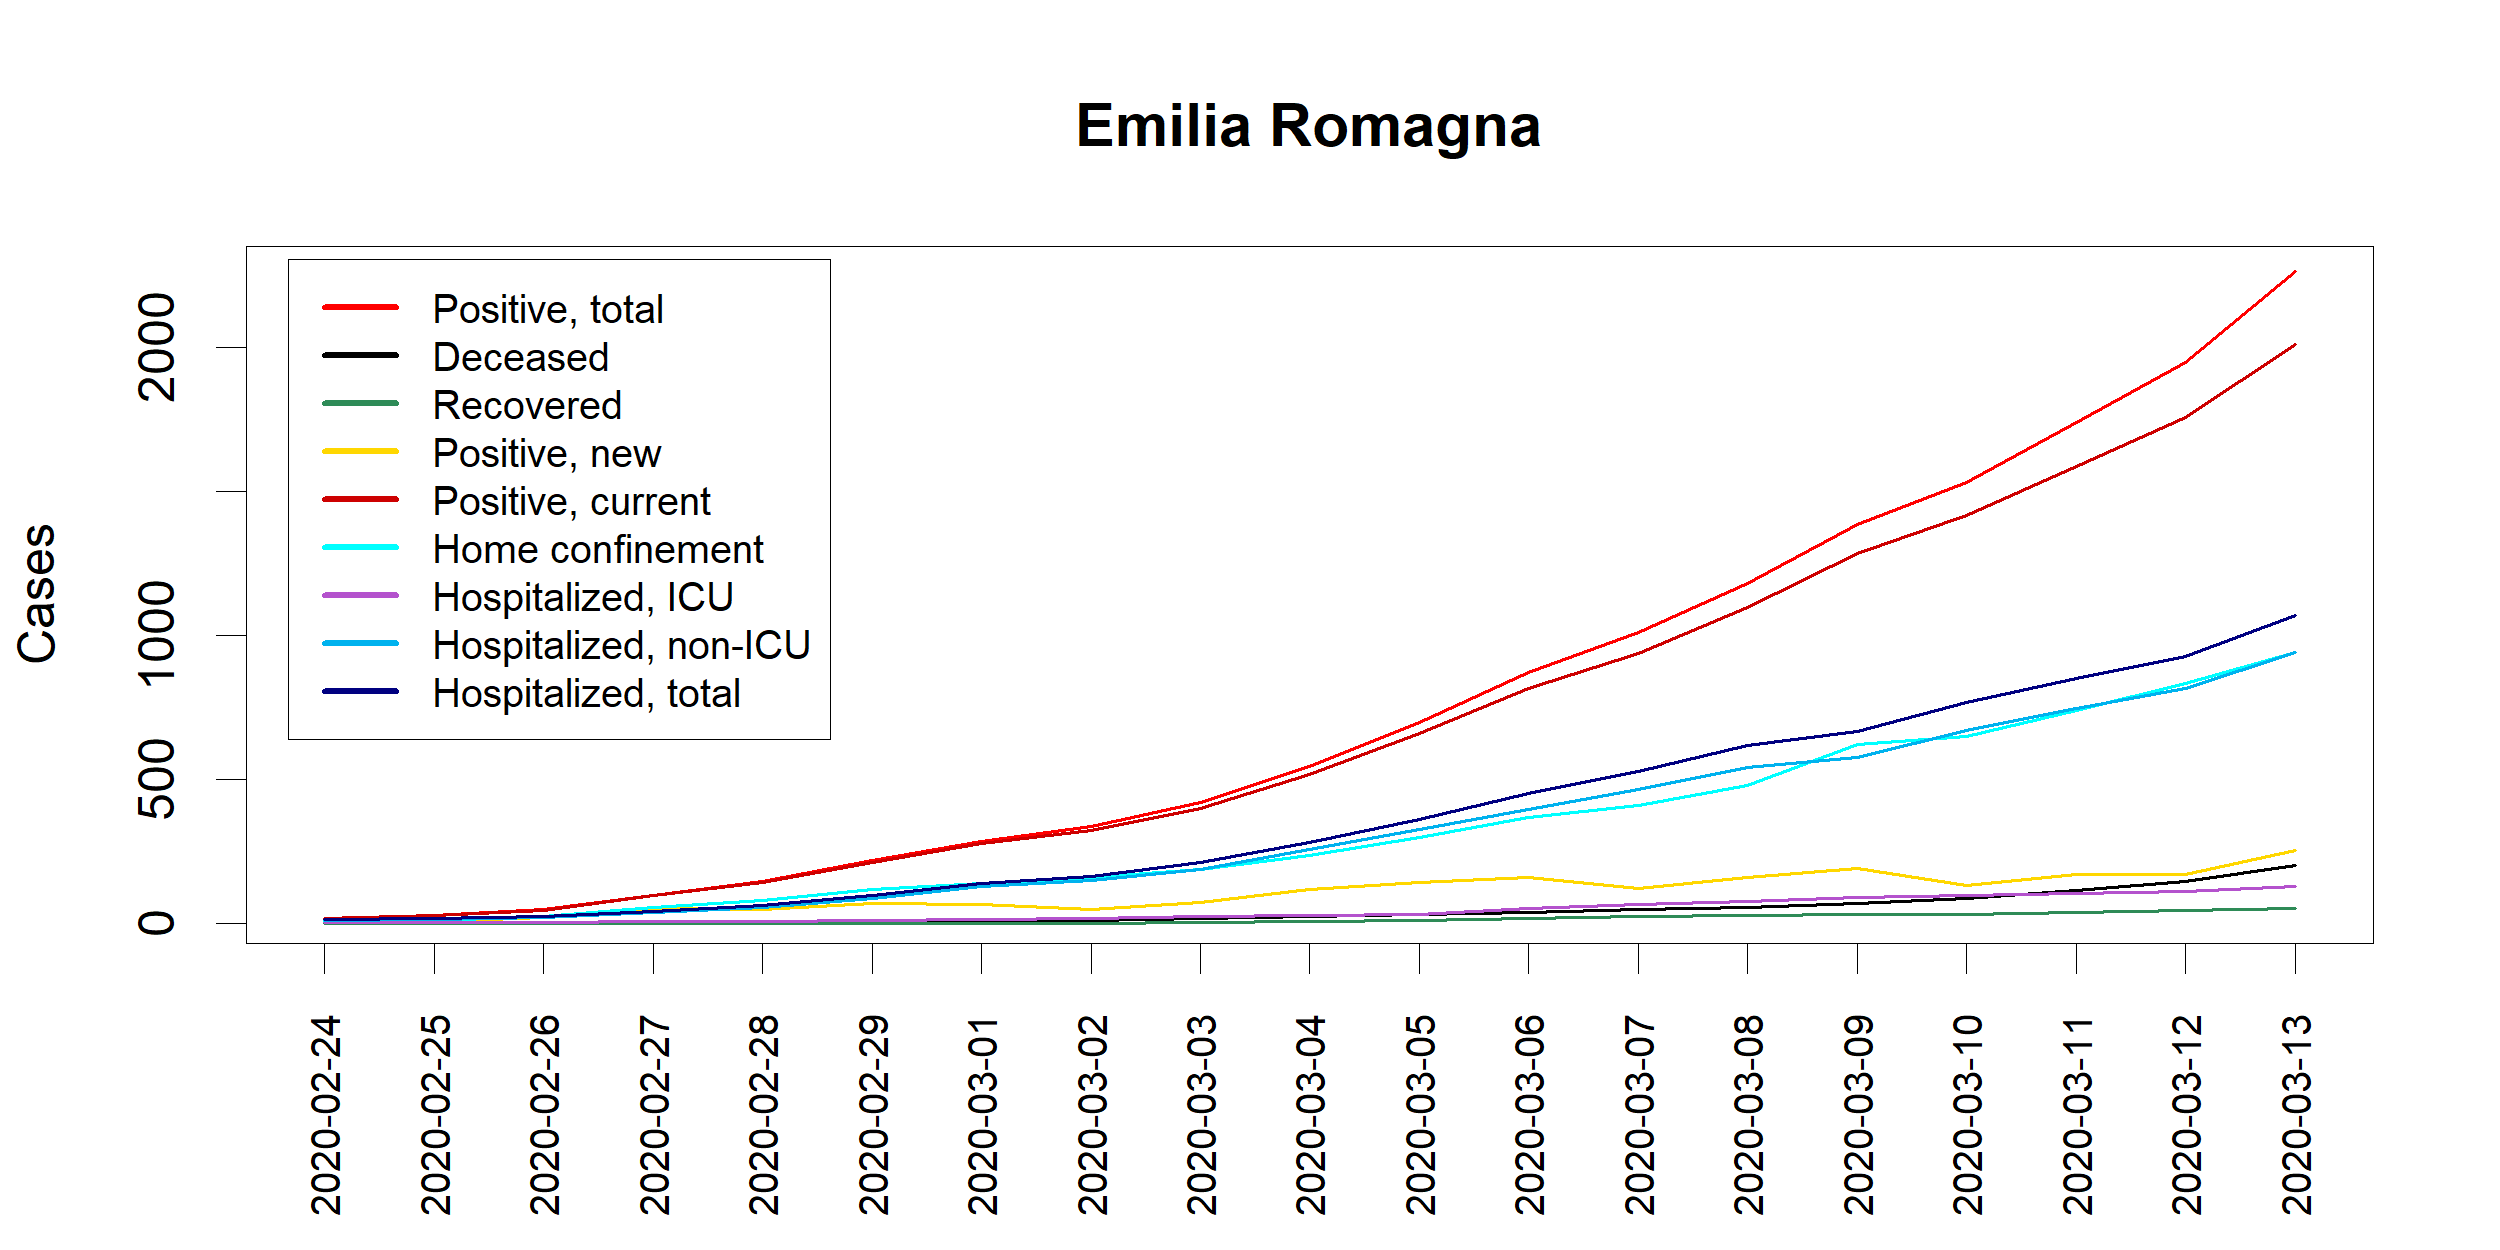 Emilia Romagna
Cases
2000
1000
500
0
Positive, total
Deceased
Recovered
Positive, new
Positive, current
Home confinement
Hospitalized, ICU
Hospitalized, non-ICU
Hospitalized, total
2020-02-24
2020-02-25
2020-02-26
2020-02-27
2020-02-28
2020-02-29
2020-03-01
2020-03-02
2020-03-03
2020-03-04
2020-03-05
2020-03-06
2020-03-07
2020-03-08
2020-03-09
2020-03-10
2020-03-11
2020-03-12
2020-03-13